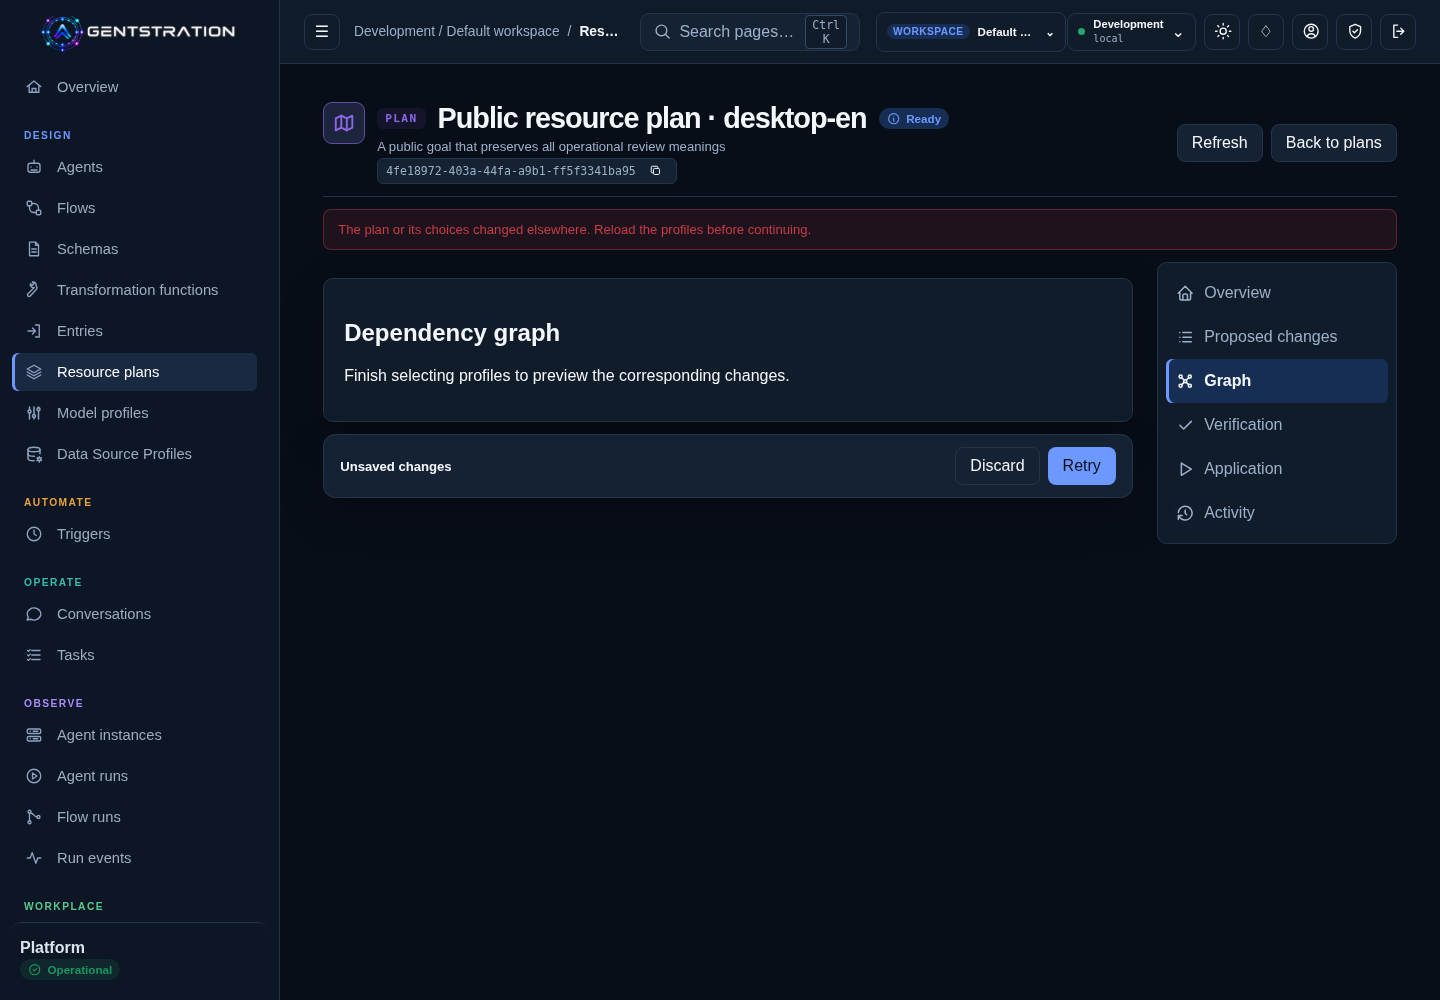 GENTSTRATION
Overview
DESIGN
Agents
Flows
Schemas
Transformation functions
Entries
Resource plans
Model profiles
Data Source Profiles
AUTOMATE
Triggers
OPERATE
Conversations
Tasks
OBSERVE
Agent instances
Agent runs
Flow runs
Run events
WORKPLACE
Platform
Operational
Development / Default workspace / Res…
Search pages…
Ctrl
K
WORKSPACE Default …
Development
local
PLAN Public resource plan · desktop-en Ready
A public goal that preserves all operational review meanings
4fe18972-403a-44fa-a9b1-ff5f3341ba95
Refresh
Back to plans
The plan or its choices changed elsewhere. Reload the profiles before continuing.
Dependency graph
Finish selecting profiles to preview the corresponding changes.
Unsaved changes
Discard
Retry
Overview
Proposed changes
Graph
Verification
Application
Activity